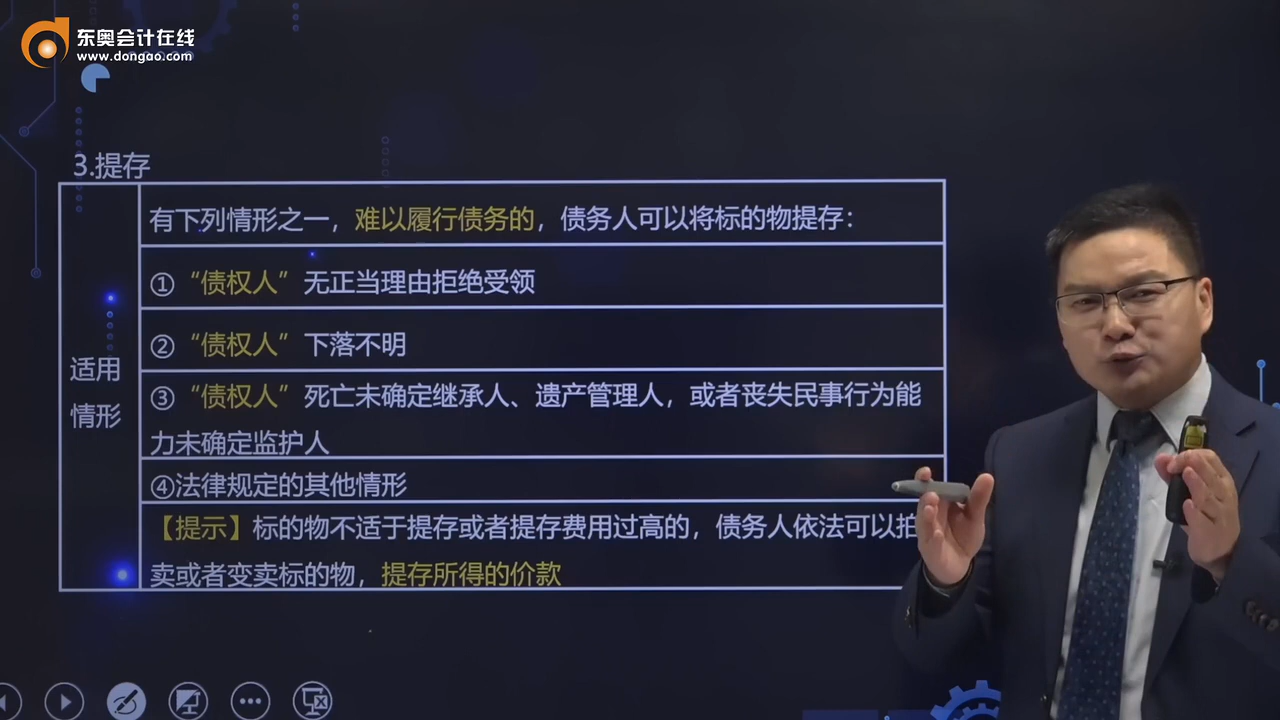 东奥会计在线
www.dongao.com
3.提存
适用
情形
有下列情形之一，难以履行债务的，债务人可以将标的物提存：
①“债权人”无正当理由拒绝受领
②“债权人”下落不明
③“债权人”死亡未确定继承人、遗产管理人，或者丧失民事行为能
力未确定监护人
④法律规定的其他情形
【提示】标的物不适于提存或者提存费用过高的，债务人依法可以拍
卖或者变卖标的物，提存所得的价款